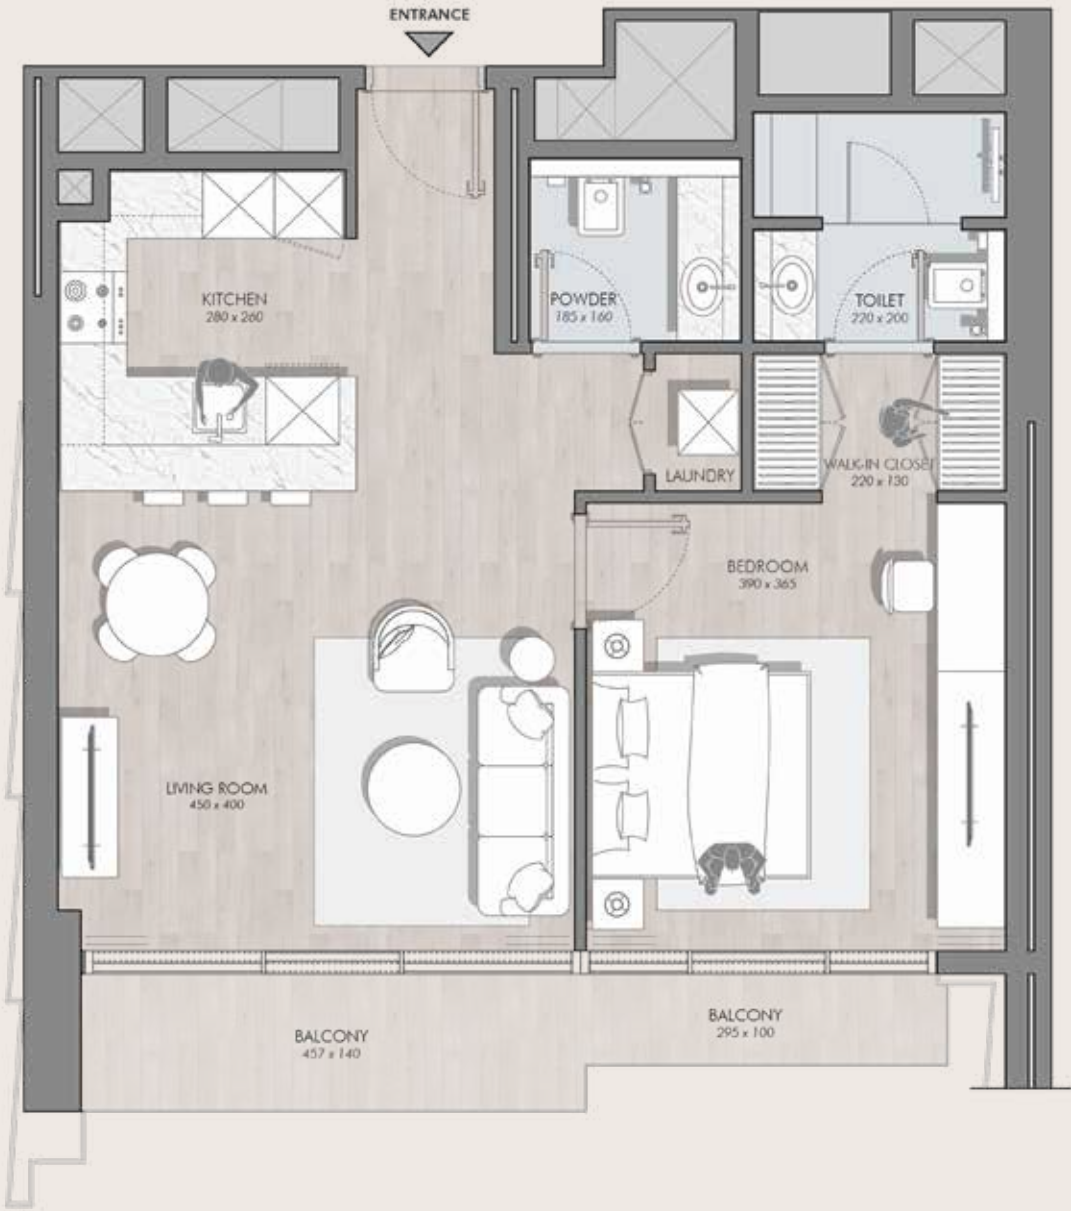 ENTRANCE
KITCHEN
280 x 260
POWDER
185 x 160
TOILET
220 x 200
LAUNDRY
WALK-IN CLOSET
220 x 130
BEDROOM
390 x 365
LIVING ROOM
450 x 400
BALCONY
457 x 140
BALCONY
295 x 100